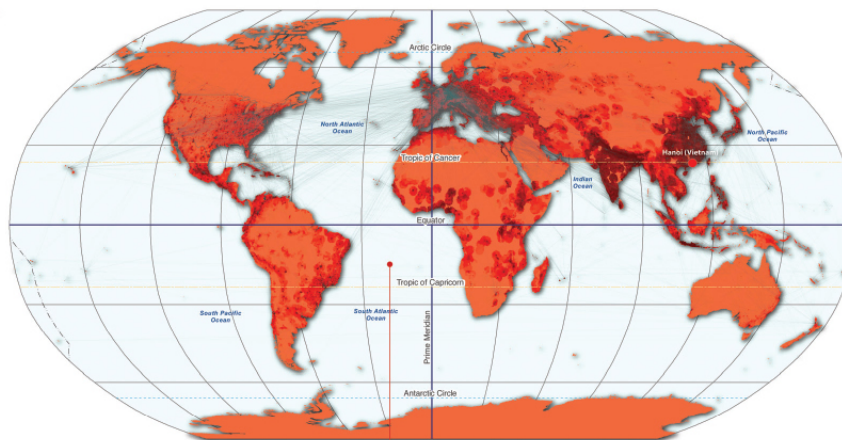 Arctic Circle
North Atlantic
Ocean
North Pacific
Ocean
Hanoi (Vietnam)
Tropic of Cancer
Indian
Ocean
Equator
Tropic of Capricorn
South Pacific
Ocean
South Atlantic
Ocean
Prime Meridian
Antarctic Circle